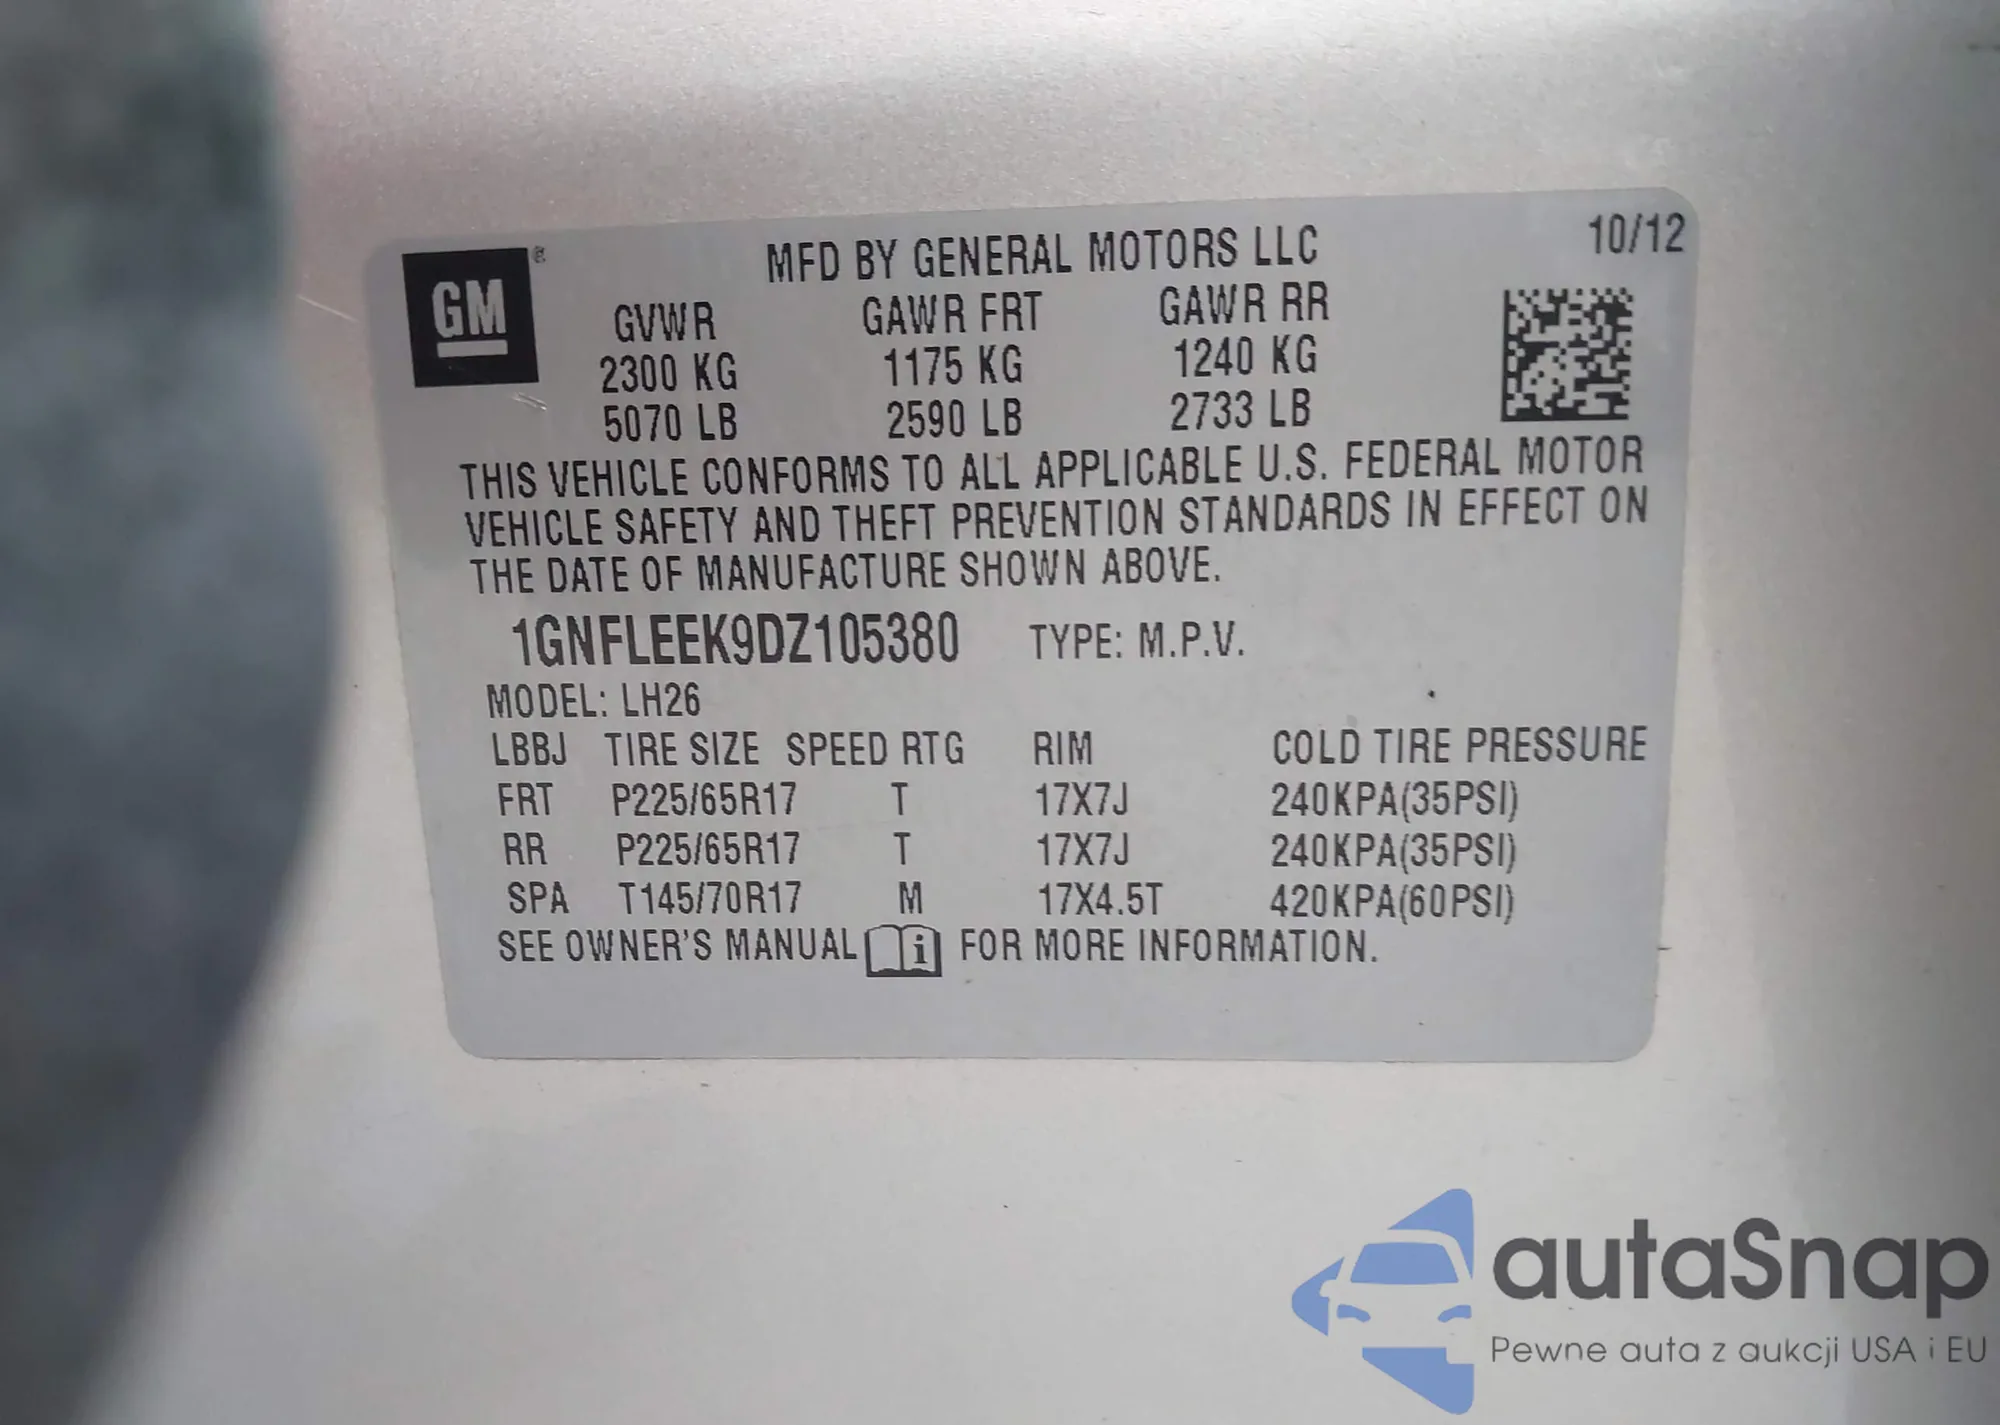 GM ®
MFD BY GENERAL MOTORS LLC 10/12
GVWR GAWR FRT GAWR RR
2300 KG 1175 KG 1240 KG
5070 LB 2590 LB 2733 LB
THIS VEHICLE CONFORMS TO ALL APPLICABLE U.S. FEDERAL MOTOR
VEHICLE SAFETY AND THEFT PREVENTION STANDARDS IN EFFECT ON
THE DATE OF MANUFACTURE SHOWN ABOVE.
1GNFLEEK9DZ105380 TYPE: M.P.V.
MODEL: LH26
LBBJ TIRE SIZE SPEED RTG RIM COLD TIRE PRESSURE
FRT P225/65R17 T 17X7J 240KPA(35PSI)
RR P225/65R17 T 17X7J 240KPA(35PSI)
SPA T145/70R17 M 17X4.5T 420KPA(60PSI)
SEE OWNER'S MANUAL i FOR MORE INFORMATION.
autaSnap
Pewne auta z aukcji USA i EU